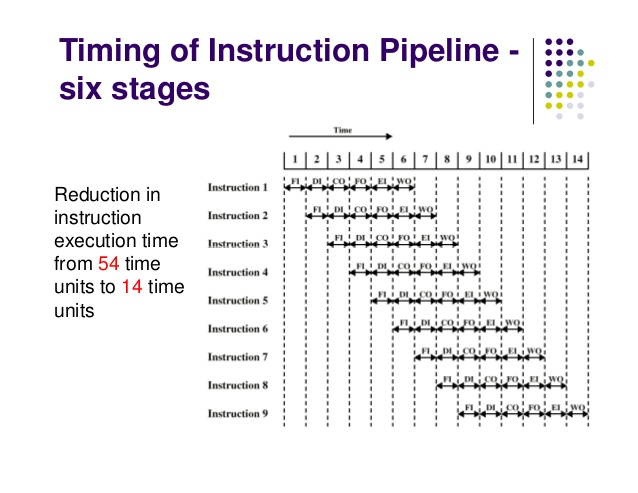 Timing of Instruction Pipeline -
six stages
Time
1 2 3 4 5 6 7 8 9 10 11 12 13 14
Reduction in
instruction
execution time
from 54 time
units to 14 time
units
Instruction 1 FI DI CO FO EI WO
Instruction 2 FI DI CO FO EI WO
Instruction 3 FI DI CO FO EI WO
Instruction 4 FI DI CO FO EI WO
Instruction 5 FI DI CO FO EI WO
Instruction 6 FI DI CO FO EI WO
Instruction 7 FI DI CO FO EI WO
Instruction 8 FI DI CO FO EI WO
Instruction 9 FI DI CO FO EI WO